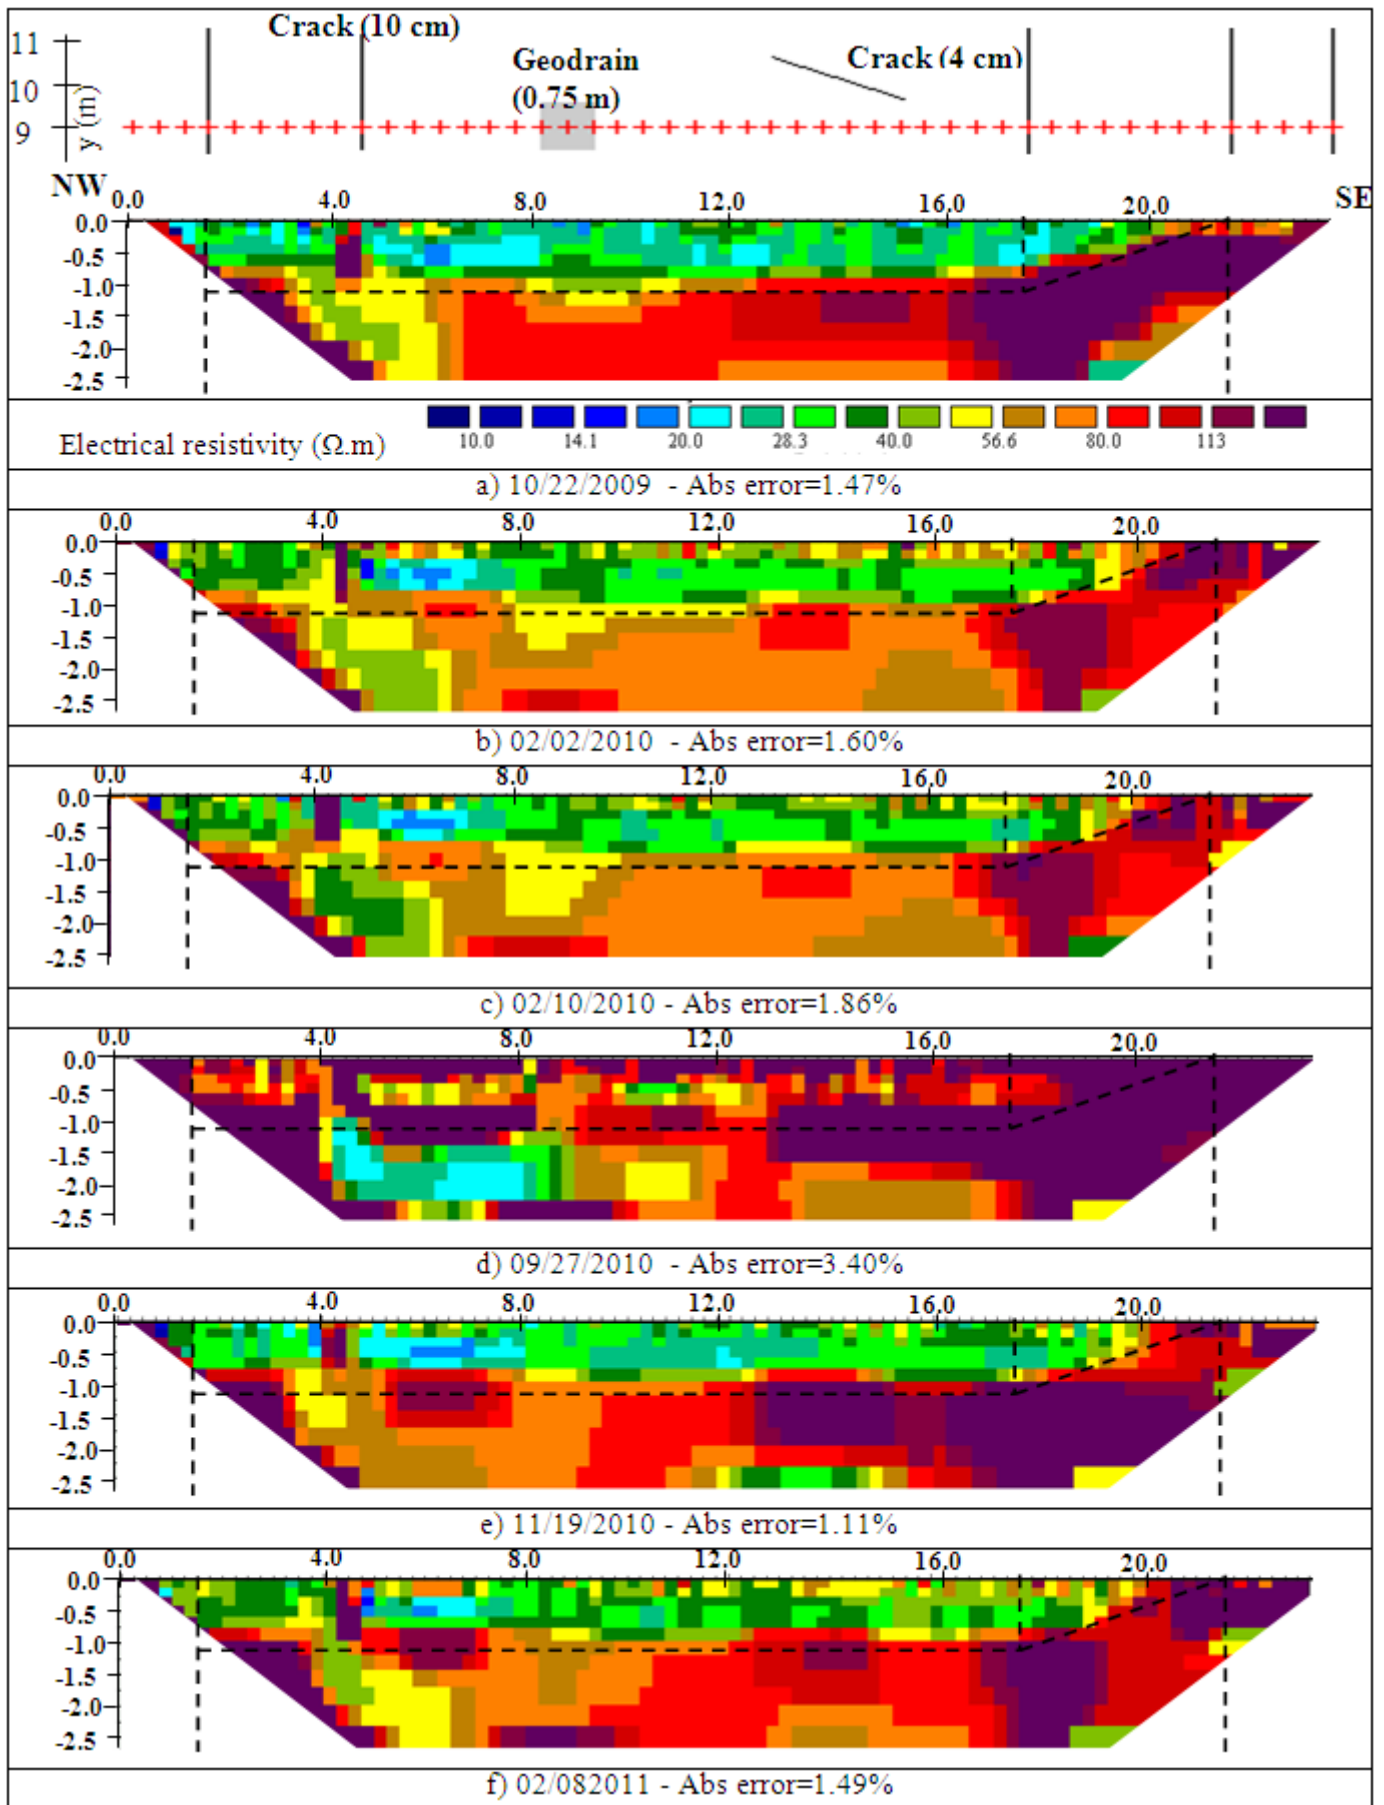 Crack (10 cm)
11
Geodrain
Crack (4 cm)
10
(0.75 m)
9
y (m)
NW
SE
0.0 4.0 8.0 12.0 16.0 20.0
0.0
-0.5
-1.0
-1.5
-2.0
-2.5
Electrical resistivity (Ω.m)
10.0 14.1 20.0 28.3 40.0 56.6 80.0 113
a) 10/22/2009 - Abs error=1.47%
0.0 4.0 8.0 12.0 16.0 20.0
0.0
-0.5
-1.0
-1.5
-2.0
-2.5
b) 02/02/2010 - Abs error=1.60%
0.0 4.0 8.0 12.0 16.0 20.0
0.0
-0.5
-1.0
-1.5
-2.0
-2.5
c) 02/10/2010 - Abs error=1.86%
0.0 4.0 8.0 12.0 16.0 20.0
0.0
-0.5
-1.0
-1.5
-2.0
-2.5
d) 09/27/2010 - Abs error=3.40%
0.0 4.0 8.0 12.0 16.0 20.0
0.0
-0.5
-1.0
-1.5
-2.0
-2.5
e) 11/19/2010 - Abs error=1.11%
0.0 4.0 8.0 12.0 16.0 20.0
0.0
-0.5
-1.0
-1.5
-2.0
-2.5
f) 02/082011 - Abs error=1.49%